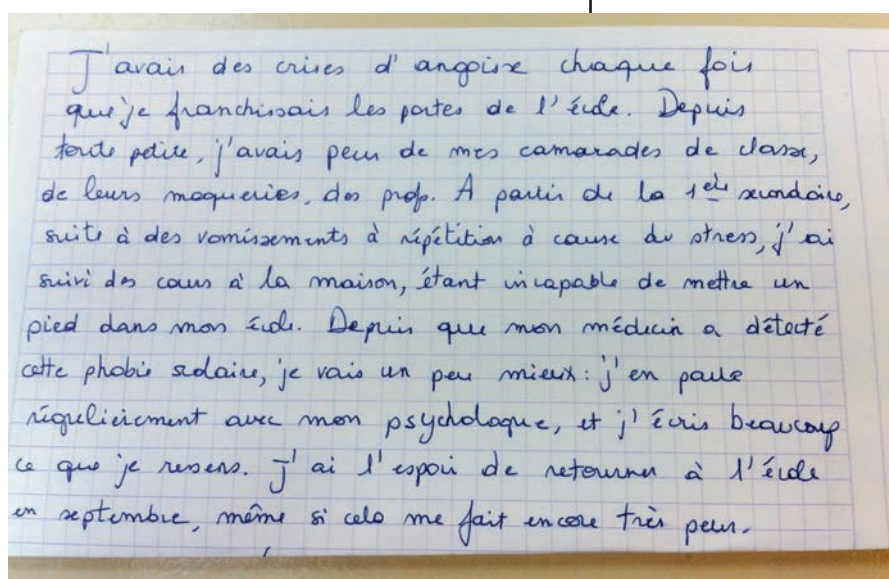 J'avais des crises d'angoisse chaque fois
que je franchissais les portes de l'école. Depuis
toute petite, j'avais peur de mes camarades de classe,
de leurs moqueries, des prof. A partir de la 1ère secondaire,
suite à des vomissements à répétition à cause du stress, j'ai
suivi des cours à la maison, étant incapable de mettre un
pied dans mon école. Depuis que mon médecin a détecté
cette phobie scolaire, je vais un peu mieux : j'en parle
régulièrement avec mon psychologue, et j'écris beaucoup
ce que je ressens. J'ai l'espoir de retourner à l'école
en septembre, même si cela me fait encore très peur.